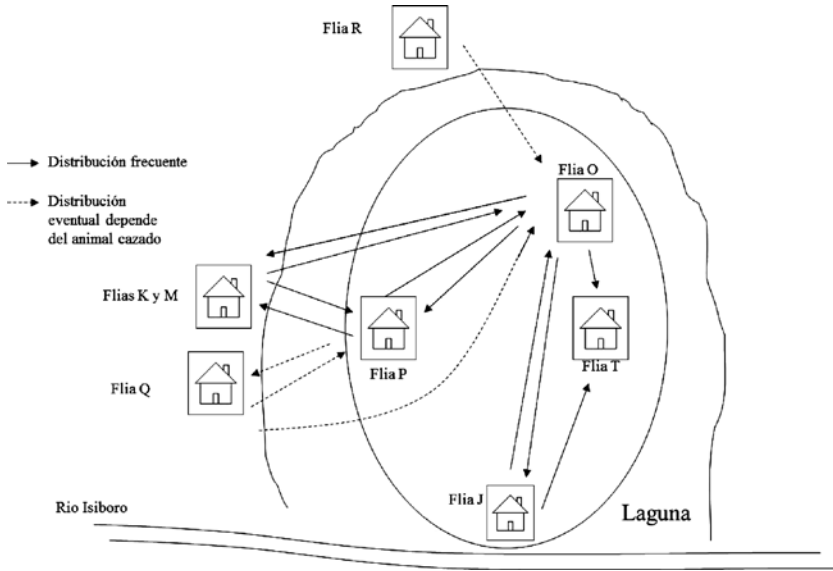 Flia R
Distribución frecuente
Distribución
eventual depende
del animal cazado
Flia O
Flias K y M
Flia P
Flia T
Flia Q
Flia J
Rio Isiboro
Laguna